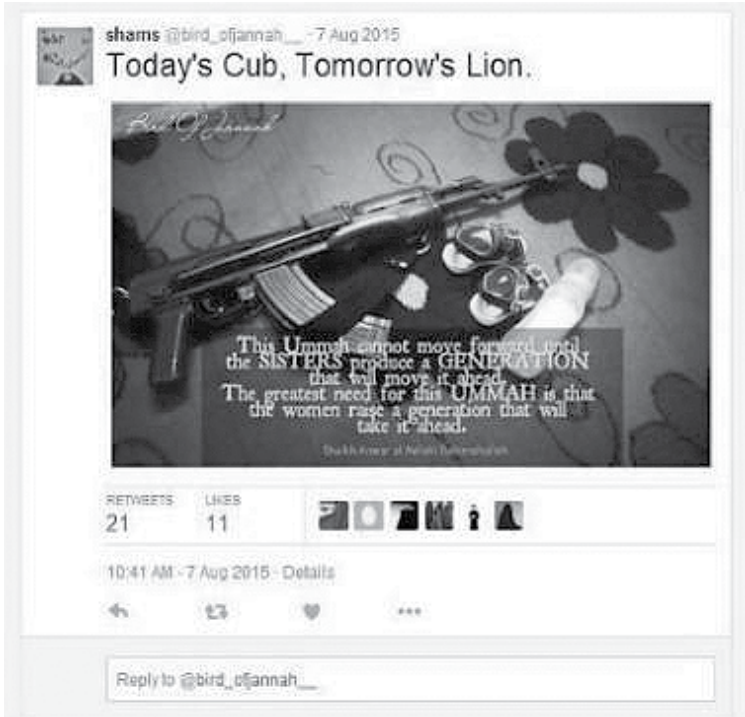 shams @bird_ofjannah__ - 7 Aug 2015
Today's Cub, Tomorrow's Lion.
Bird Of Jannah
This Ummah cannot move forward until
the SISTERS produce a GENERATION
that will move it ahead.
The greatest need for this UMMAH is that
the women raise a generation that will
take it ahead.
Sheikh Anwar al
RETWEETS LIKES
21 11
10:41 AM - 7 Aug 2015 · Details
Reply to @bird_ofjannah__